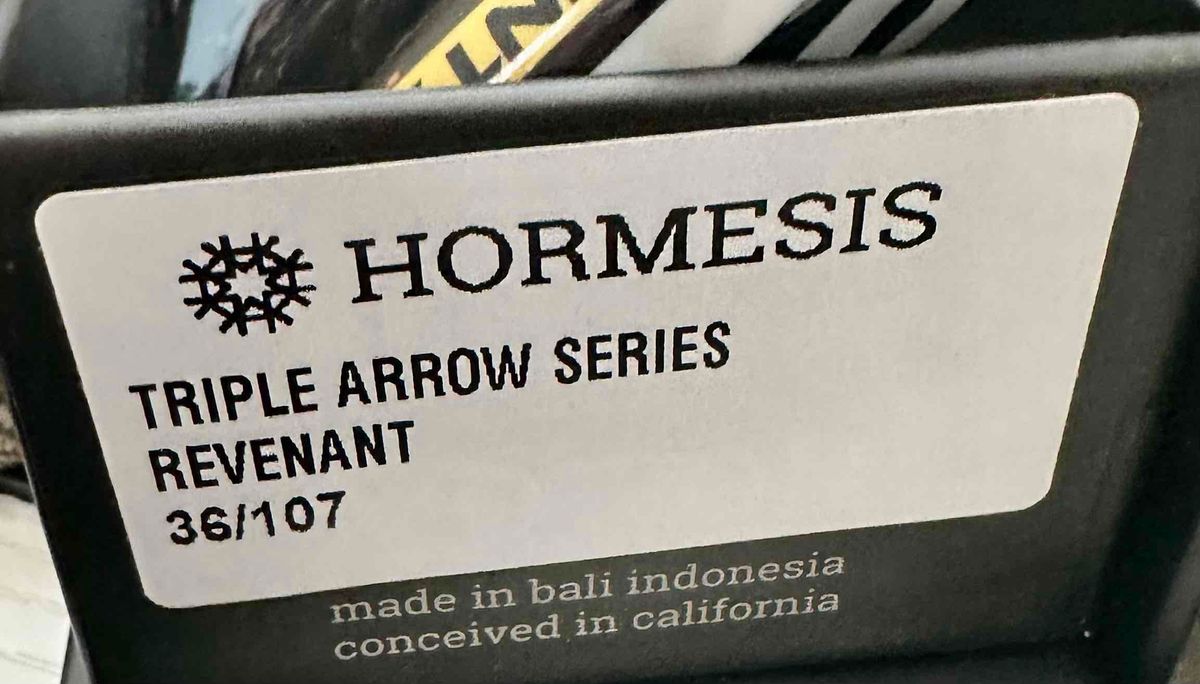 HORMESIS
TRIPLE ARROW SERIES
REVENANT
36/107
made in bali indonesia
conceived in california